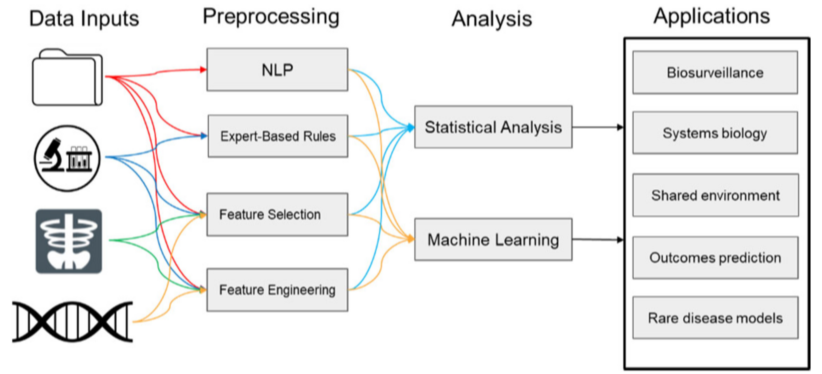 Data Inputs
Preprocessing
Analysis
Applications
NLP
Expert-Based Rules
Feature Selection
Feature Engineering
Statistical Analysis
Machine Learning
Biosurveillance
Systems biology
Shared environment
Outcomes prediction
Rare disease models